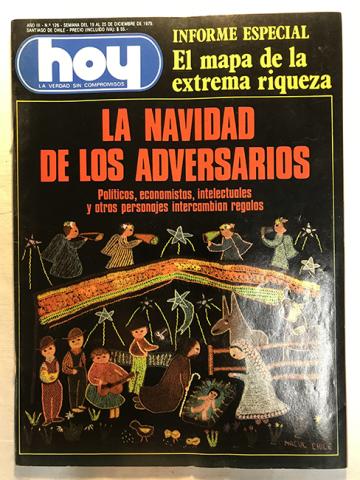 AÑO III - N.º 126 - SEMANA DEL 19 AL 25 DE DICIEMBRE DE 1979.
SANTIAGO DE CHILE - PRECIO (INCLUIDO IVA): $ 55.-
hoy
LA VERDAD SIN COMPROMISOS
INFORME ESPECIAL
El mapa de la
extrema riqueza
LA NAVIDAD
DE LOS ADVERSARIOS
Políticos, economistas, intelectuales
y otros personajes intercambian regalos
MACUL CHILE